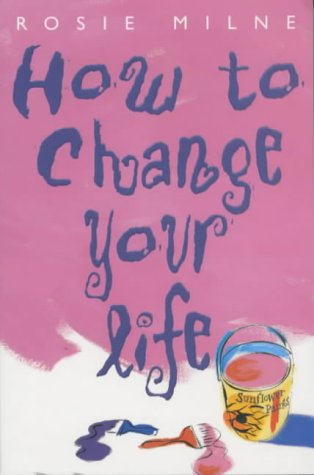 ROSIE MILNE
How to
change
your
life
Sunflower
Paints